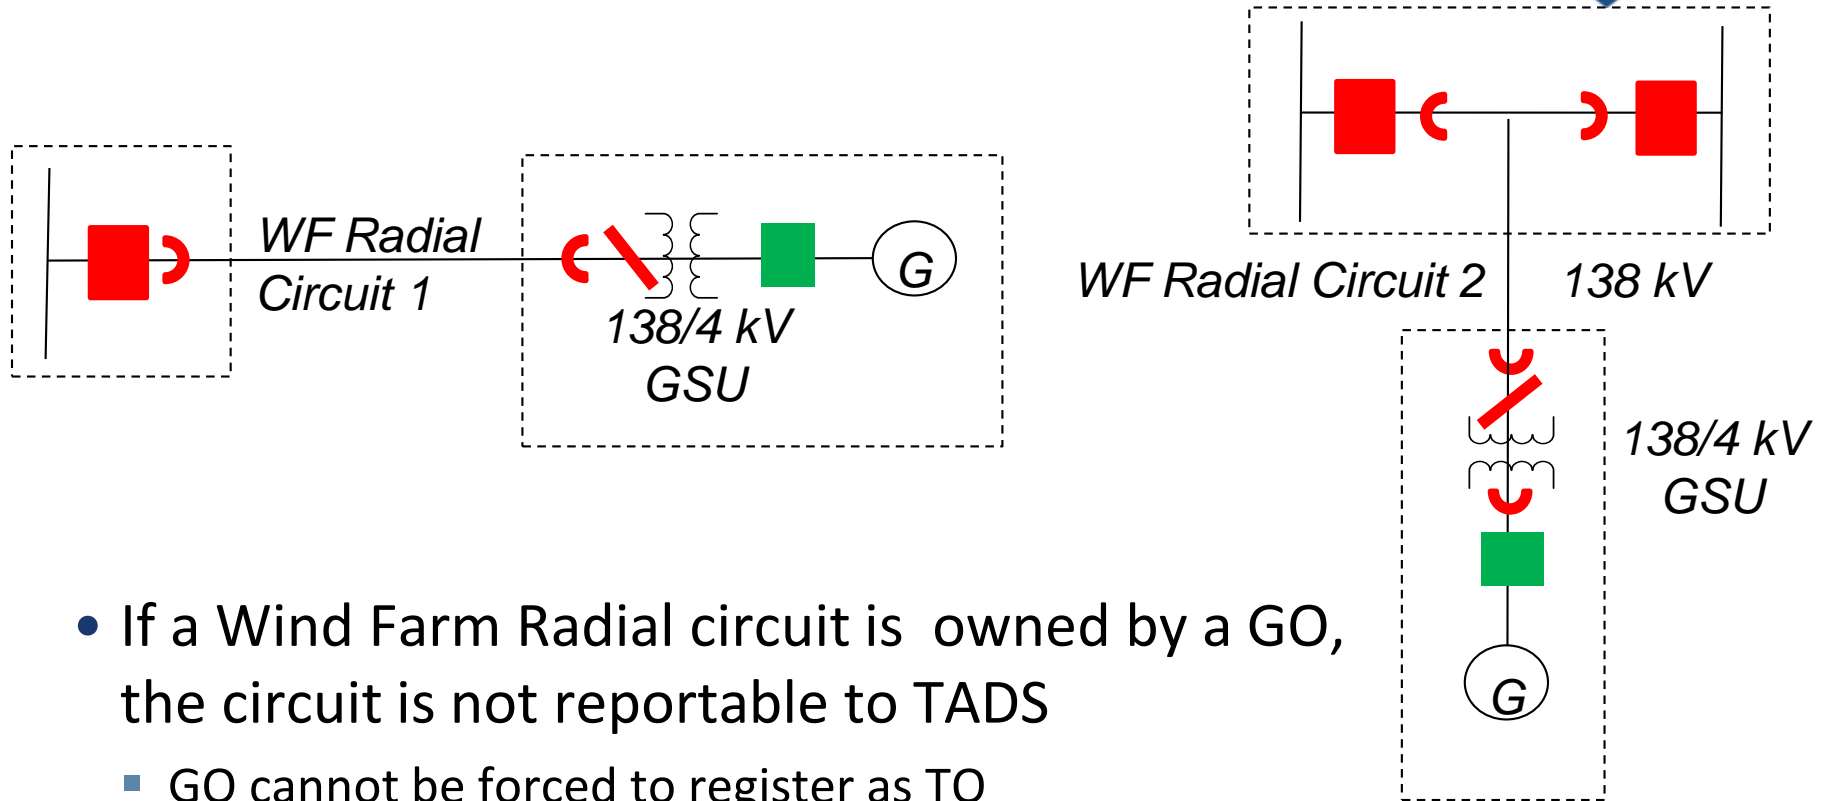 WF Radial
Circuit 1
G
138/4 kV
GSU
WF Radial Circuit 2
138 kV
138/4 kV
GSU
G
• If a Wind Farm Radial circuit is owned by a GO,
the circuit is not reportable to TADS
▪ GO cannot be forced to register as TO